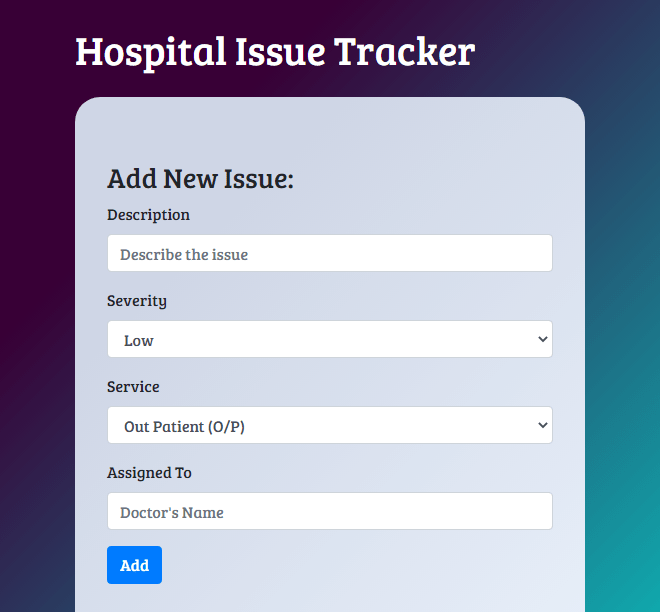 Hospital Issue Tracker
Add New Issue:
Description
Describe the issue
Severity
Low
Service
Out Patient (O/P)
Assigned To
Doctor's Name
Add